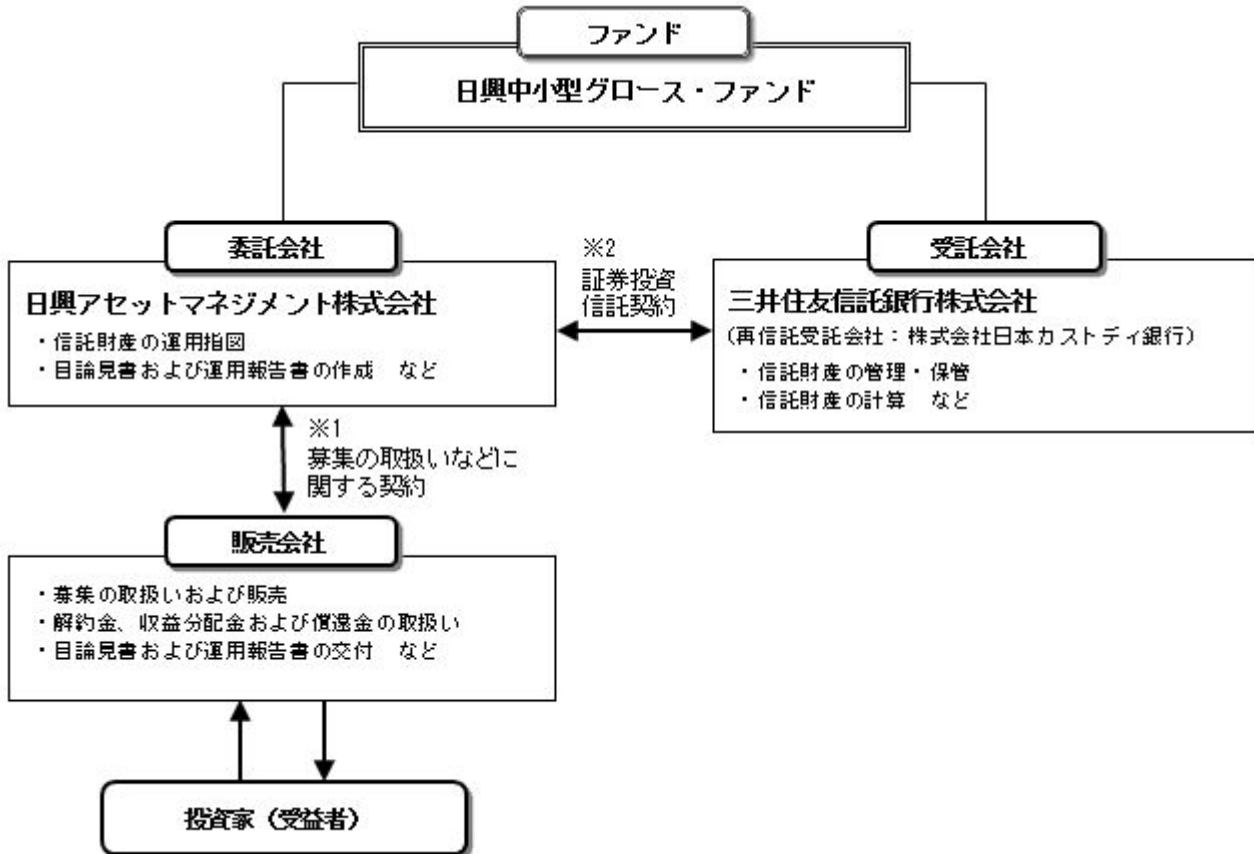 ファンド
日興中小型グロース・ファンド
委託会社
日興アセットマネジメント株式会社
・信託財産の運用指図
・目論見書および運用報告書の作成 など
※2
証券投資
信託契約
受託会社
三井住友信託銀行株式会社
(再信託受託会社:株式会社日本カストディ銀行)
・信託財産の管理・保管
・信託財産の計算 など
※1
募集の取扱いなどに
関する契約
販売会社
・募集の取扱いおよび販売
・解約金、収益分配金および償還金の取扱い
・目論見書および運用報告書の交付 など
投資家(受益者)